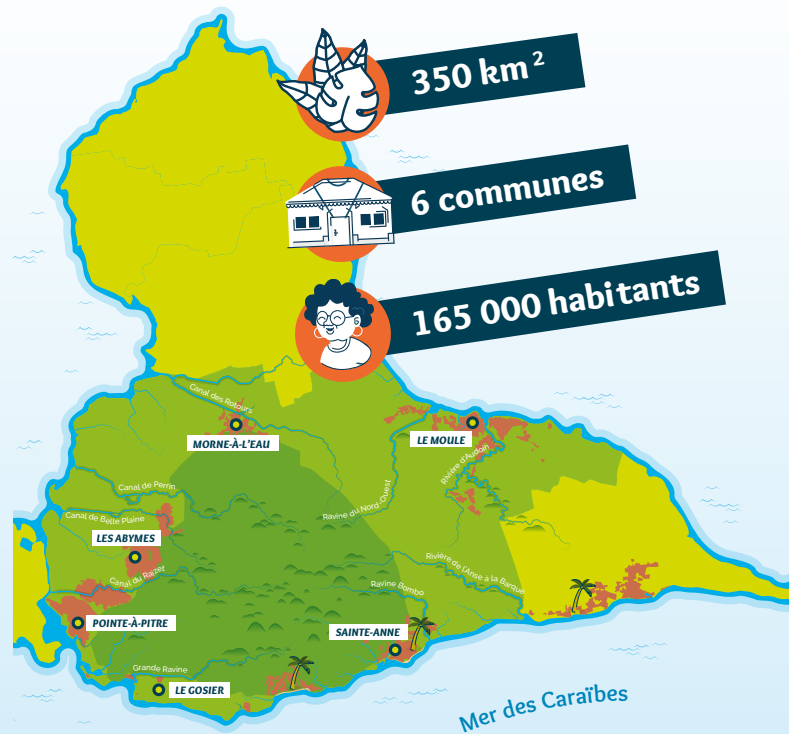 350 km²
6 communes
165 000 habitants
Canal des Rotours
MORNE-À-L'EAU
LE MOULE
Rivière d'Audoin
Canal de Perrin
Ravine du Nord-Ouest
Canal de Belle Plaine
LES ABYMES
Canal du Raizet
Rivière de l'Anse a la Barque
Ravine Bombo
POINTE-À-PITRE
SAINTE-ANNE
Grande Ravine
LE GOSIER
Mer des Caraïbes